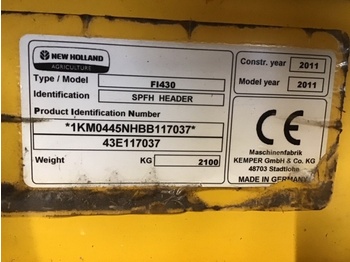 NEW HOLLAND
AGRICULTURE
Constr. year 2011
Model year 2011
Type / Model FI430
Identification SPFH HEADER
Product Identification Number
*1KM0445NHBB117037*
43E117037
Weight KG 2100
CE
Maschinenfabrik
KEMPER GmbH & Co. KG
48703 Stadtlohn
MADE IN GERMANY